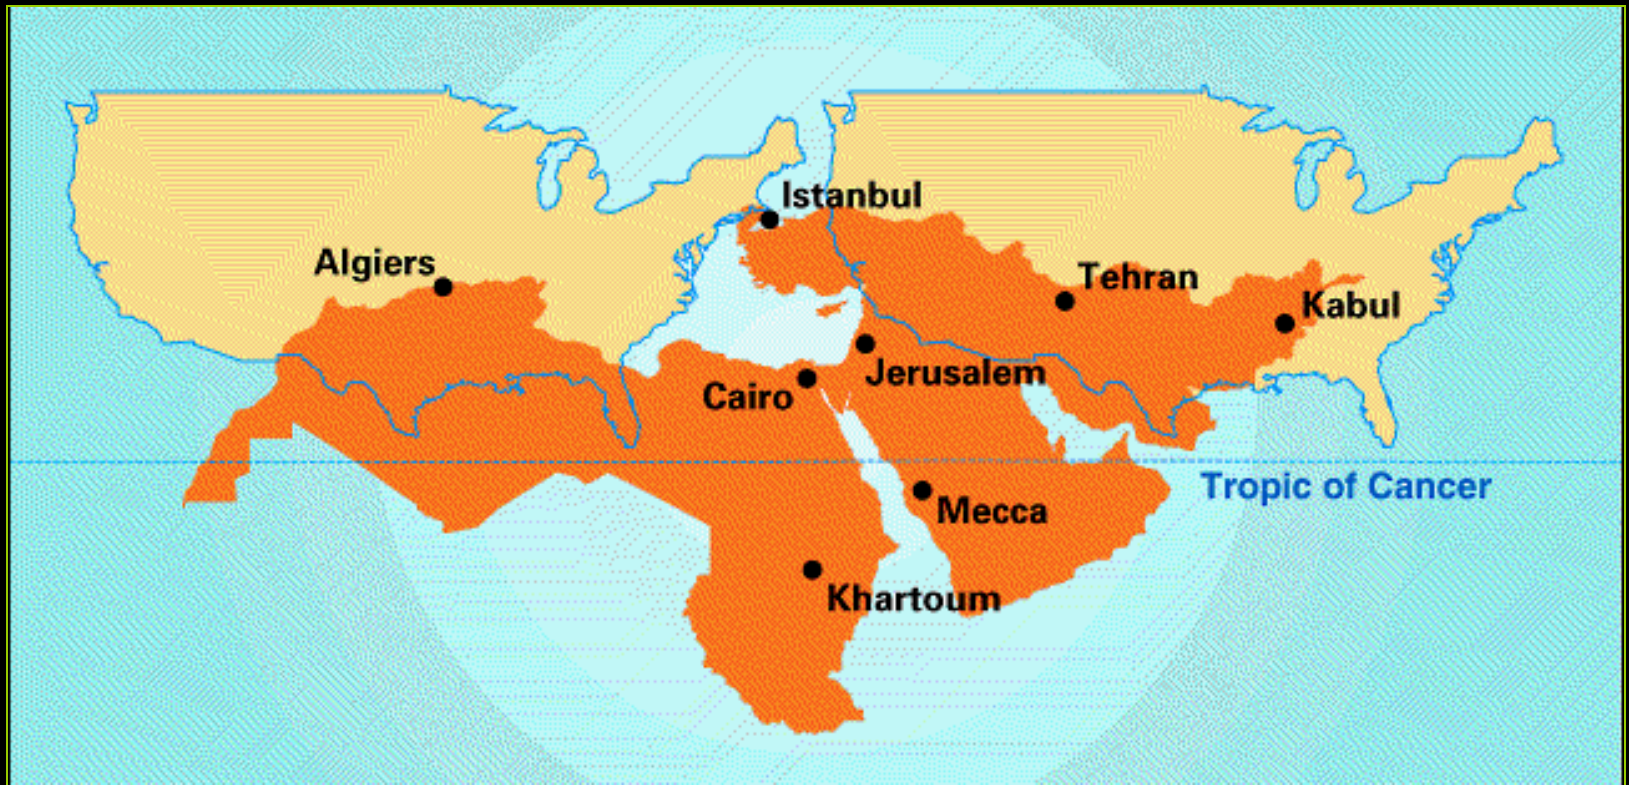 Istanbul
Algiers
Tehran
Kabul
Jerusalem
Cairo
Tropic of Cancer
Mecca
Khartoum